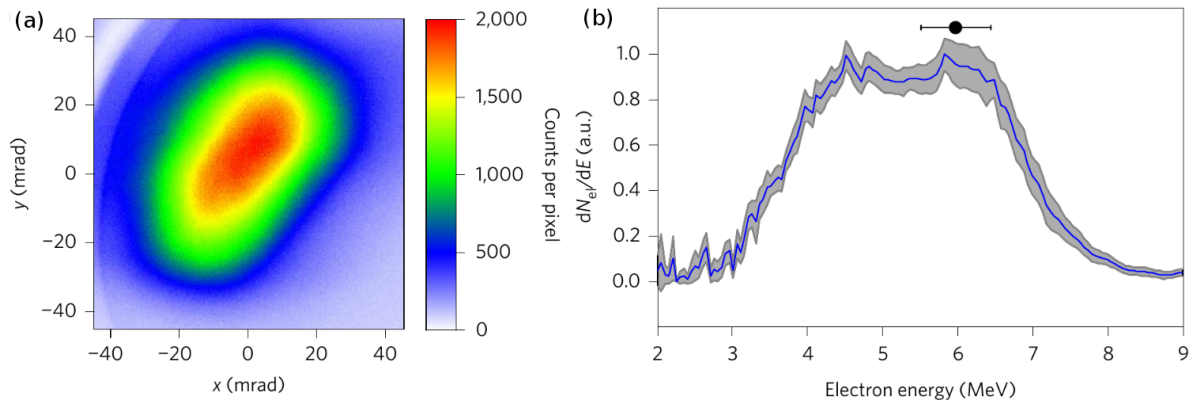 (a)
40
20
0
−20
−40
y (mrad)
−40 −20 0 20 40
x (mrad)
2,000
1,500
1,000
500
0
Counts per pixel
(b)
1.0
0.8
0.6
0.4
0.2
0.0
dNel/dE (a.u.)
2 3 4 5 6 7 8 9
Electron energy (MeV)